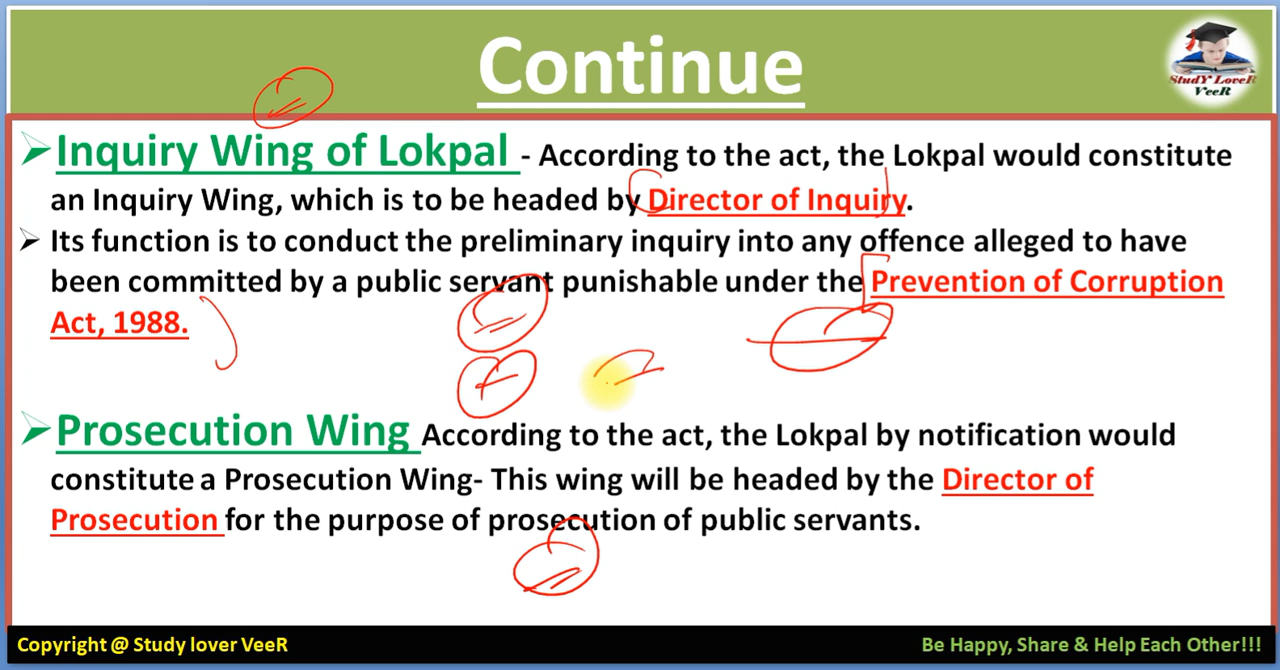 Continue
StudY LoveR
VeeR
Inquiry Wing of Lokpal - According to the act, the Lokpal would constitute
an Inquiry Wing, which is to be headed by Director of Inquiry.
Its function is to conduct the preliminary inquiry into any offence alleged to have
been committed by a public servant punishable under the Prevention of Corruption
Act, 1988.
Prosecution Wing According to the act, the Lokpal by notification would
constitute a Prosecution Wing- This wing will be headed by the Director of
Prosecution for the purpose of prosecution of public servants.
Copyright @ Study lover VeeR
Be Happy, Share & Help Each Other!!!